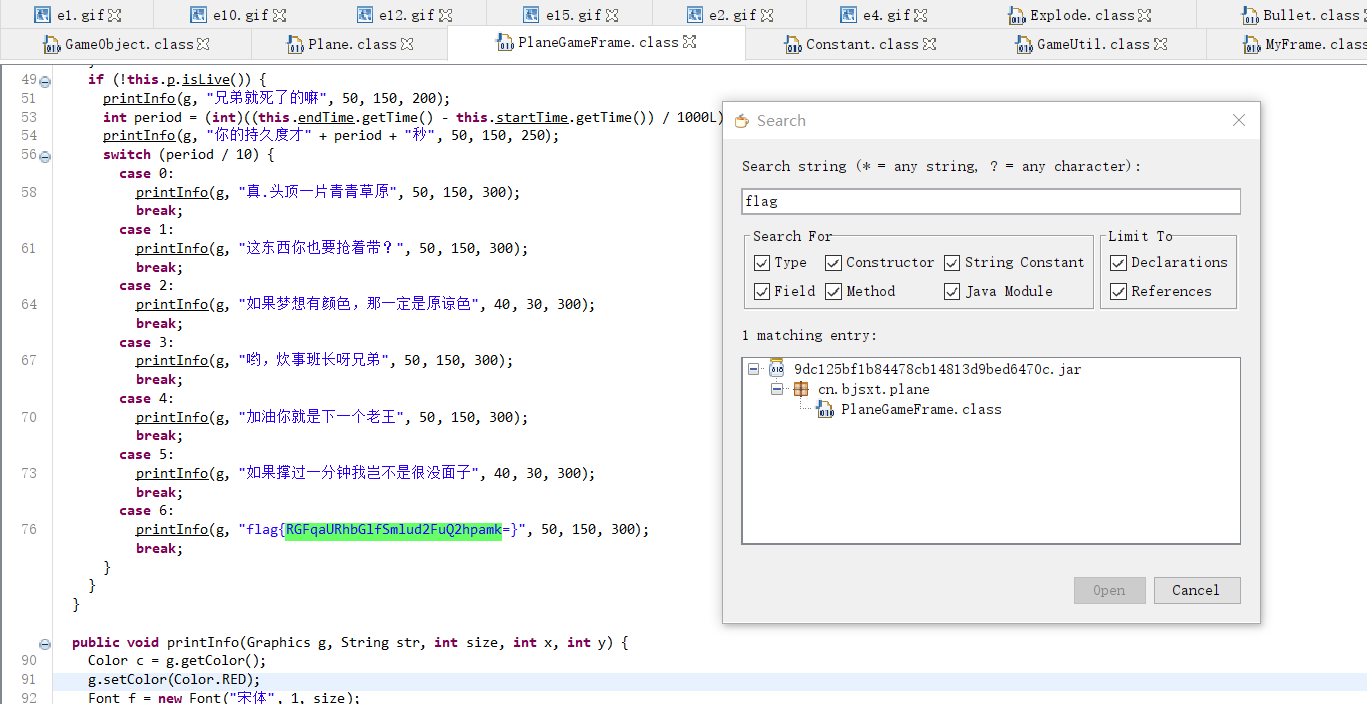 e1.gif e10.gif e12.gif e15.gif e2.gif e4.gif Explode.class Bullet.class
GameObject.class Plane.class PlaneGameFrame.class Constant.class GameUtil.class MyFrame.class
49 if (!this.p.isLive()) {
51 printInfo(g, "兄弟就死了的嘛", 50, 150, 200);
53 int period = (int)((this.endTime.getTime() - this.startTime.getTime()) / 1000L)
54 printInfo(g, "你的持久度才" + period + "秒", 50, 150, 250);
56 switch (period / 10) {
case 0:
58 printInfo(g, "真.头顶一片青青草原", 50, 150, 300);
break;
case 1:
61 printInfo(g, "这东西你也要抢着带？", 50, 150, 300);
break;
case 2:
64 printInfo(g, "如果梦想有颜色，那一定是原谅色", 40, 30, 300);
break;
case 3:
67 printInfo(g, "哟，炊事班长呀兄弟", 50, 150, 300);
break;
case 4:
70 printInfo(g, "加油你就是下一个老王", 50, 150, 300);
break;
case 5:
73 printInfo(g, "如果撑过一分钟我岂不是很没面子", 40, 30, 300);
break;
case 6:
76 printInfo(g, "flag{RGFqaURhbGlfSmlud2FuQ2hpamk=}", 50, 150, 300);
break;
}
}
}
public void printInfo(Graphics g, String str, int size, int x, int y) {
90 Color c = g.getColor();
91 g.setColor(Color.RED);
92 Font f = new Font("宋体", 1, size);
Search
Search string (* = any string, ? = any character):
flag
Search For
Type Constructor String Constant
Field Method Java Module
Limit To
Declarations
References
1 matching entry:
9dc125bf1b84478cb14813d9bed6470c.jar
cn.bjsxt.plane
PlaneGameFrame.class
Open Cancel